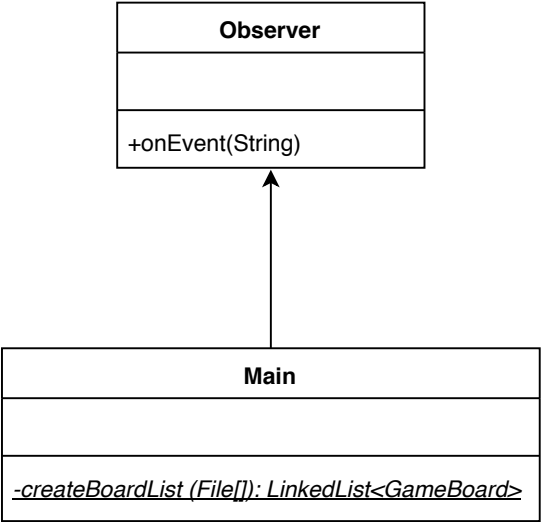 Observer
+onEvent(String)
Main
-createBoardList (File[]): LinkedList<GameBoard>